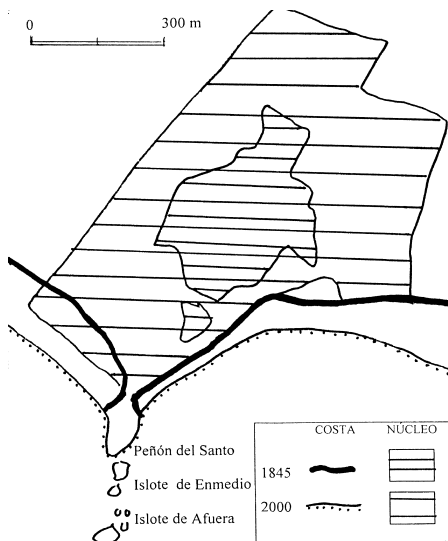 0 300 m
Peñón del Santo
Islote de Enmedio
Islote de Afuera
COSTA NÚCLEO
1845
2000